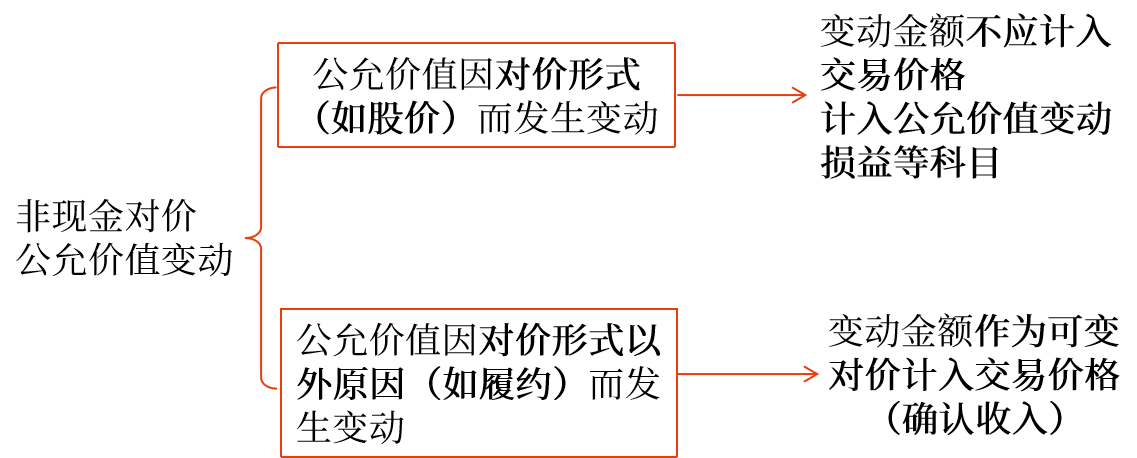 非现金对价
公允价值变动
公允价值因对价形式
（如股价）而发生变动
变动金额不应计入
交易价格
计入公允价值变动
损益等科目
公允价值因对价形式以
外原因（如履约）而发
生变动
变动金额作为可变
对价计入交易价格
（确认收入）